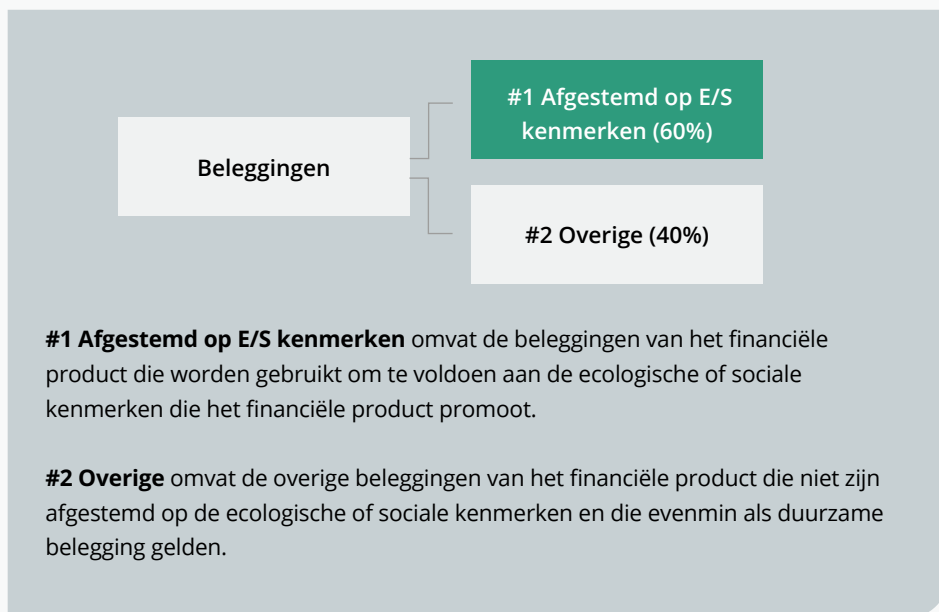 #1 Afgestemd op E/S
kenmerken (60%)
Beleggingen
#2 Overige (40%)
#1 Afgestemd op E/S kenmerken omvat de beleggingen van het financiële
product die worden gebruikt om te voldoen aan de ecologische of sociale
kenmerken die het financiële product promoot.
#2 Overige omvat de overige beleggingen van het financiële product die niet zijn
afgestemd op de ecologische of sociale kenmerken en die evenmin als duurzame
belegging gelden.